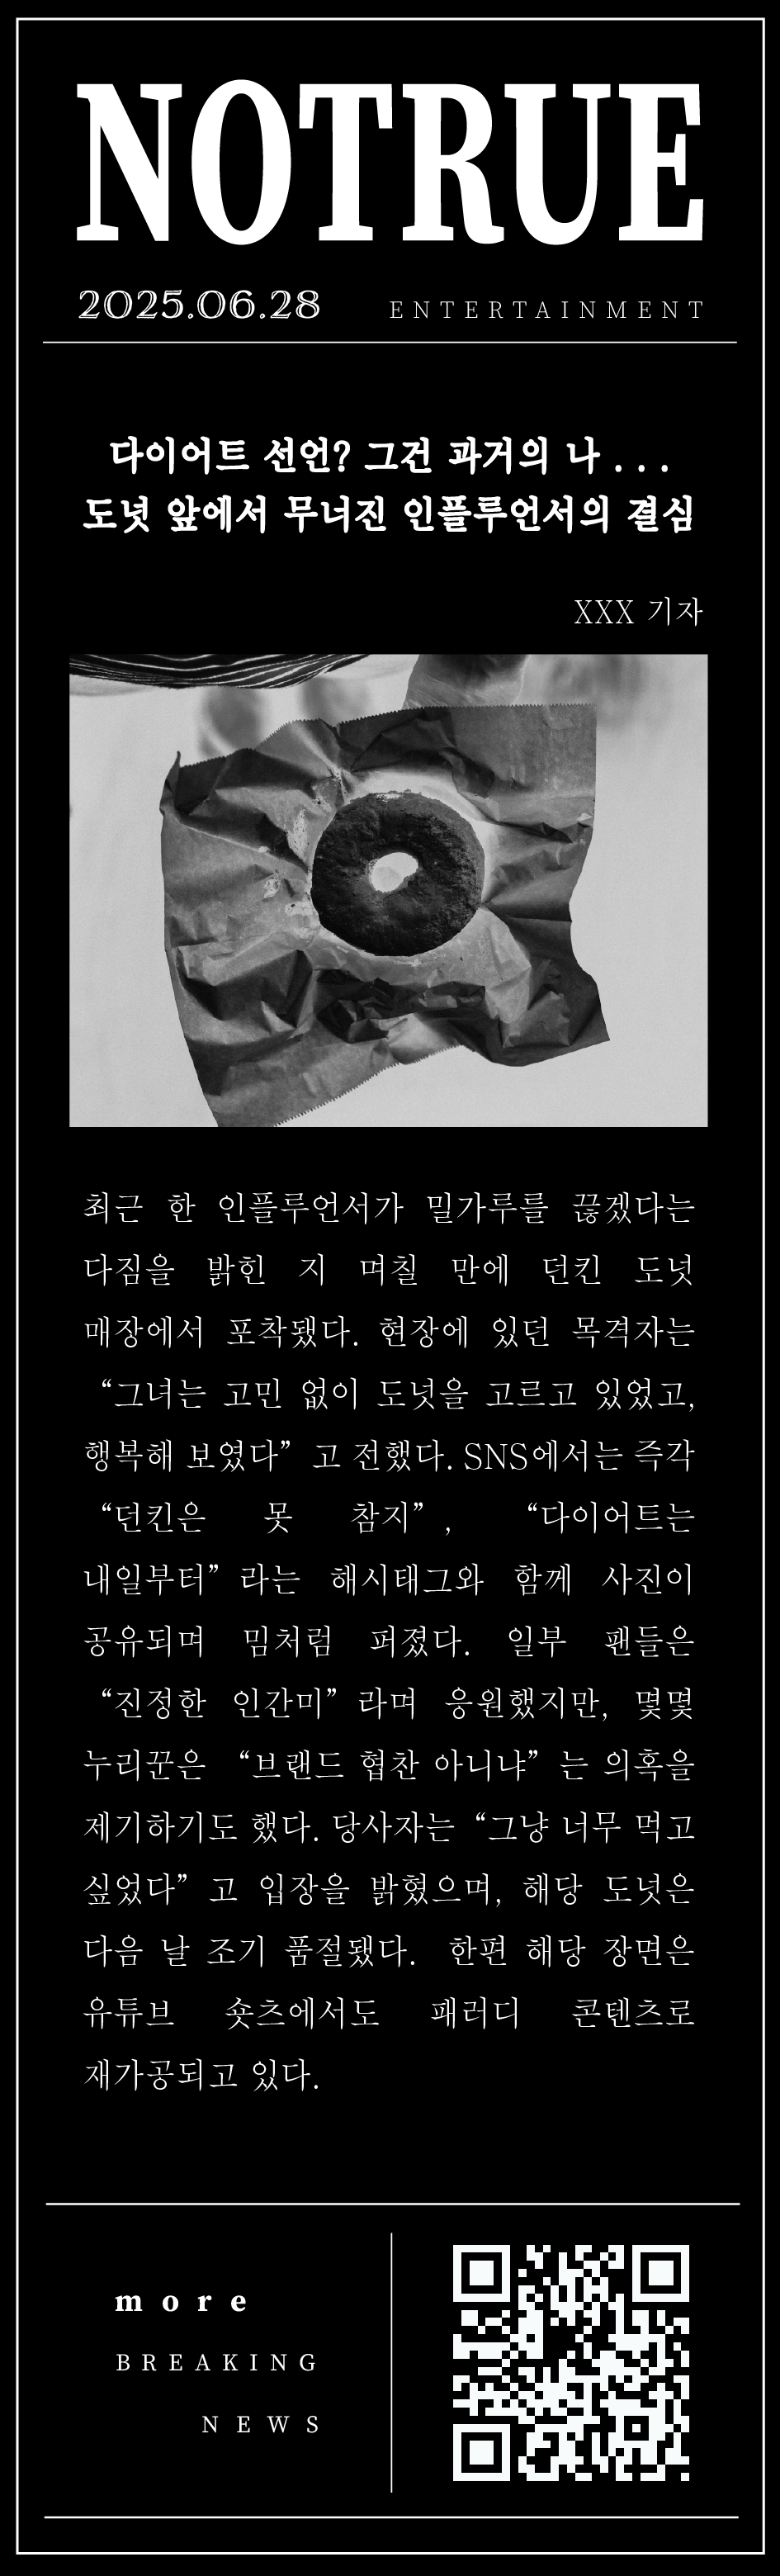 NOTRUE
2025.06.28 ENTERTAINMENT
다이어트 선언? 그건 과거의 나 . . .
도넛 앞에서 무너진 인플루언서의 결심
XXX 기자
최근 한 인플루언서가 밀가루를 끊겠다는
다짐을 밝힌 지 며칠 만에 던킨 도넛
매장에서 포착됐다. 현장에 있던 목격자는
“그녀는 고민 없이 도넛을 고르고 있었고,
행복해 보였다” 고 전했다. SNS에서는 즉각
“던킨은 못 참지” , “다이어트는
내일부터” 라는 해시태그와 함께 사진이
공유되며 밈처럼 퍼졌다. 일부 팬들은
“진정한 인간미” 라며 응원했지만, 몇몇
누리꾼은 “브랜드 협찬 아니냐” 는 의혹을
제기하기도 했다. 당사자는 “그냥 너무 먹고
싶었다” 고 입장을 밝혔으며, 해당 도넛은
다음 날 조기 품절됐다. 한편 해당 장면은
유튜브 숏츠에서도 패러디 콘텐츠로
재가공되고 있다.
more
BREAKING
NEWS